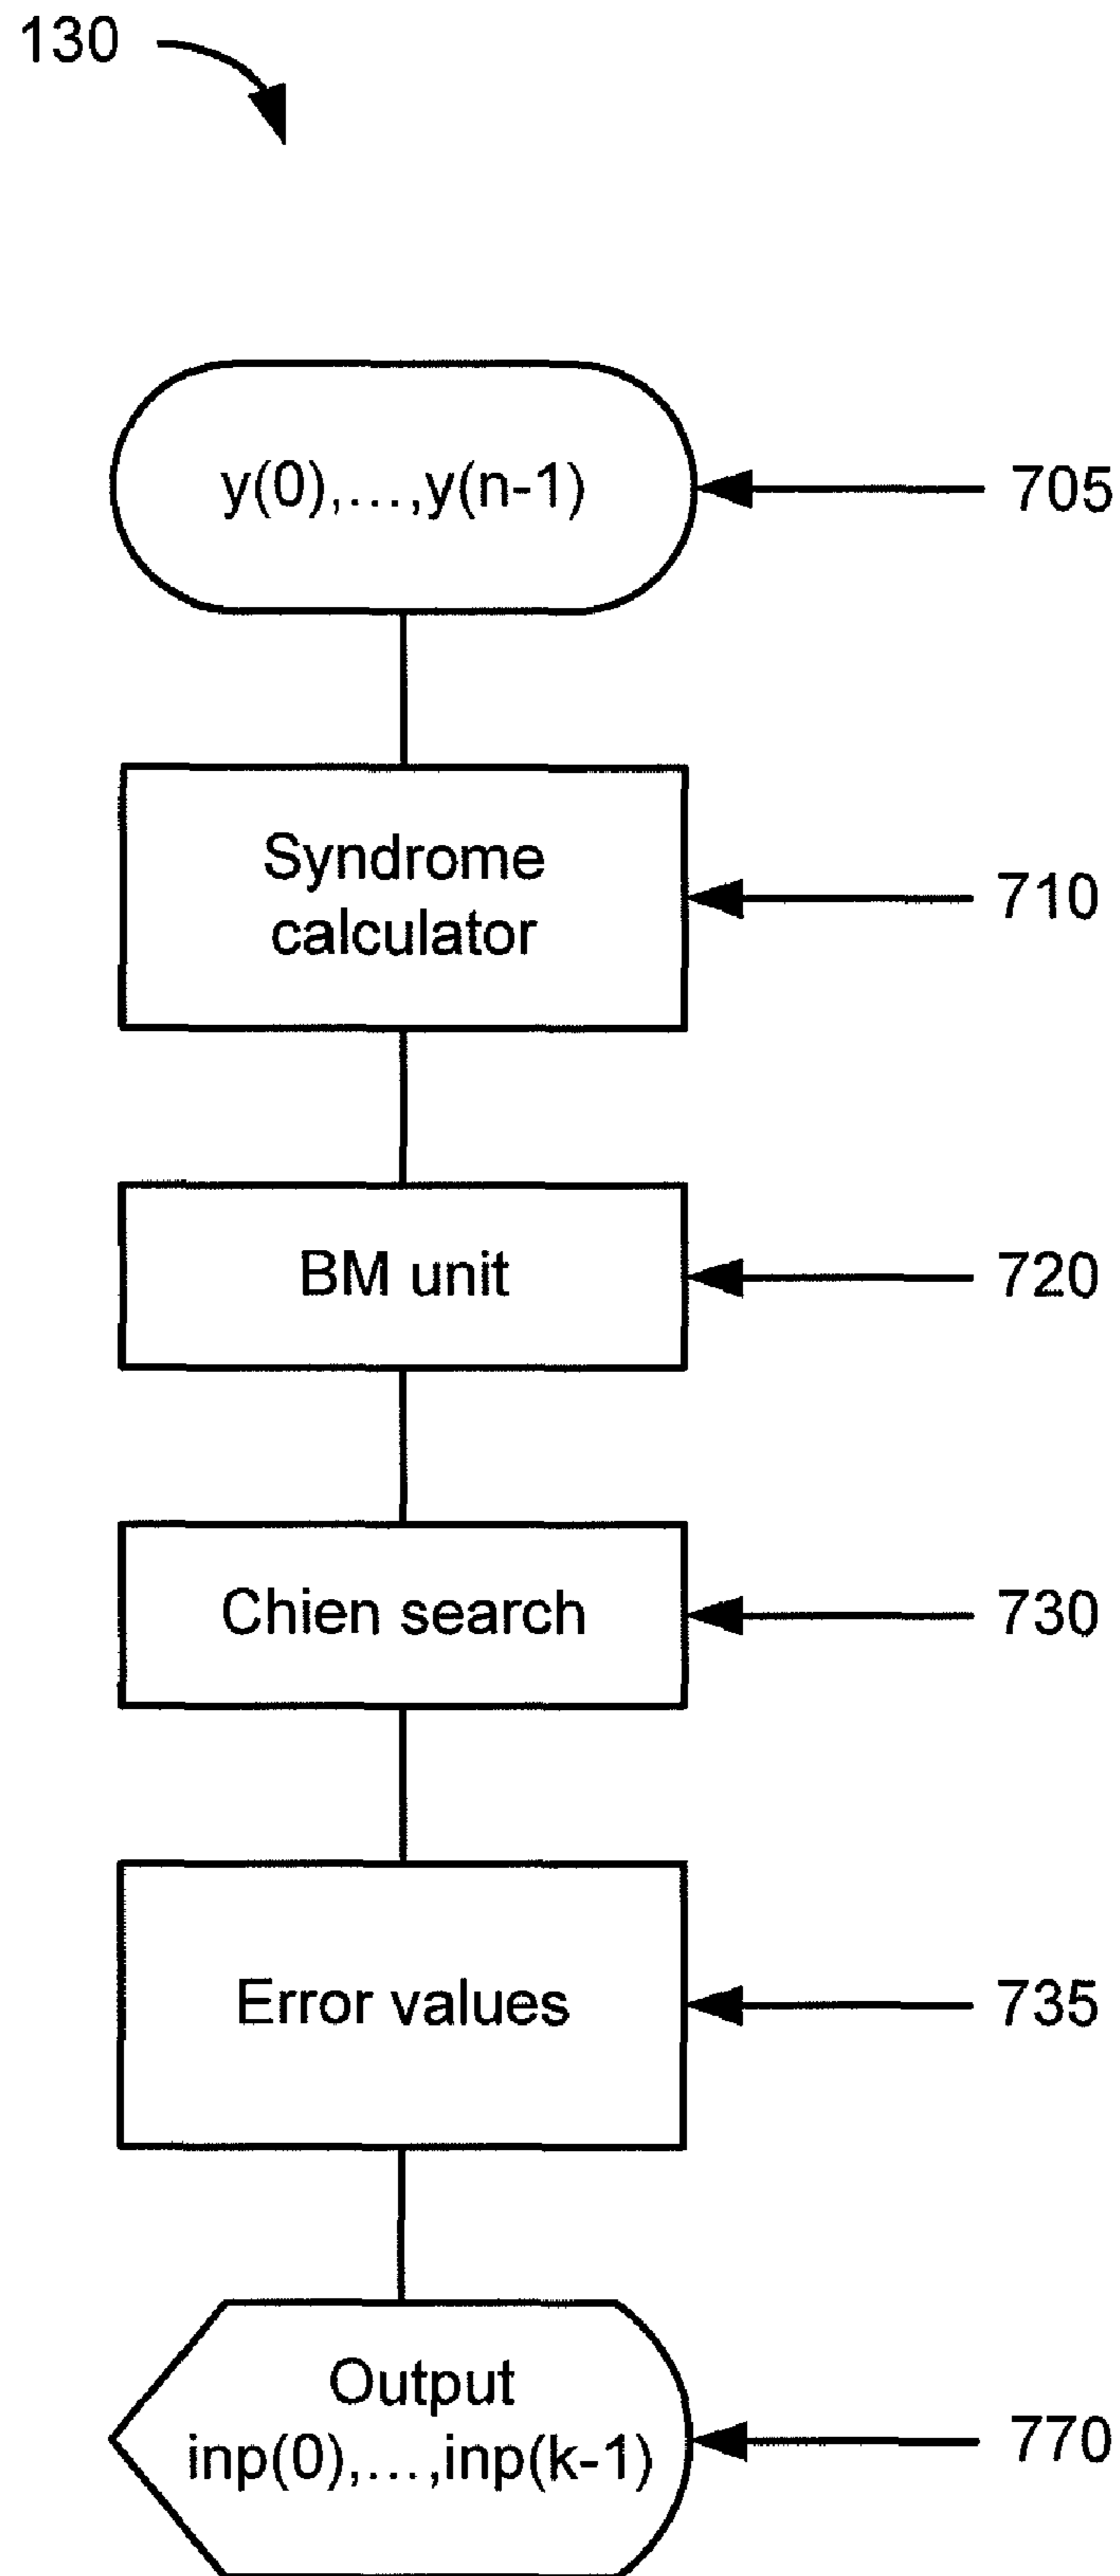 130
y(0),...,y(n-1)
705
Syndrome
calculator
710
BM unit
720
Chien search
730
Error values
735
Output
inp(0),...,inp(k-1)
770